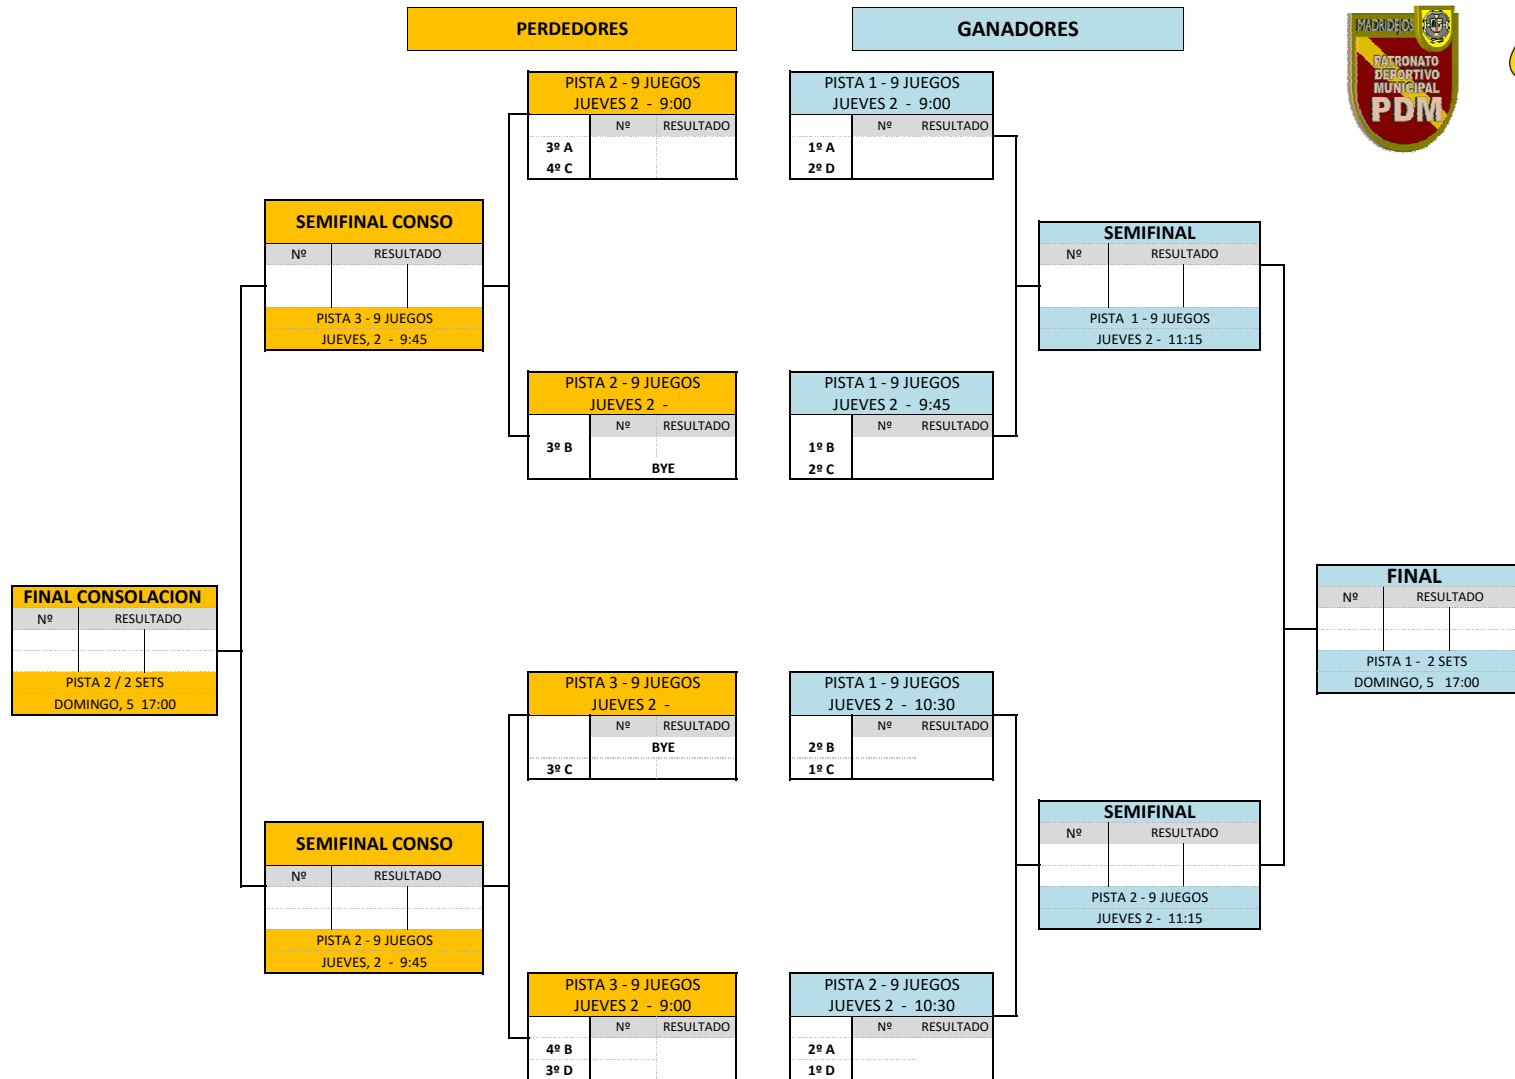 PERDEDORES
GANADORES
MADRIDEJOS
PATRONATO
DEPORTIVO
MUNICIPAL
PDM
PISTA 2 - 9 JUEGOS
JUEVES 2 - 9:00
Nº RESULTADO
3º A
4º C
PISTA 1 - 9 JUEGOS
JUEVES 2 - 9:00
Nº RESULTADO
1º A
2º D
SEMIFINAL CONSO
Nº RESULTADO
PISTA 3 - 9 JUEGOS
JUEVES, 2 - 9:45
SEMIFINAL
Nº RESULTADO
PISTA 1 - 9 JUEGOS
JUEVES 2 - 11:15
PISTA 2 - 9 JUEGOS
JUEVES 2 -
Nº RESULTADO
3º B
BYE
PISTA 1 - 9 JUEGOS
JUEVES 2 - 9:45
Nº RESULTADO
1º B
2º C
FINAL CONSOLACION
Nº RESULTADO
PISTA 2 / 2 SETS
DOMINGO, 5 17:00
FINAL
Nº RESULTADO
PISTA 1 - 2 SETS
DOMINGO, 5 17:00
PISTA 3 - 9 JUEGOS
JUEVES 2 -
Nº RESULTADO
BYE
3º C
PISTA 1 - 9 JUEGOS
JUEVES 2 - 10:30
Nº RESULTADO
2º B
1º C
SEMIFINAL CONSO
Nº RESULTADO
PISTA 2 - 9 JUEGOS
JUEVES, 2 - 9:45
SEMIFINAL
Nº RESULTADO
PISTA 2 - 9 JUEGOS
JUEVES 2 - 11:15
PISTA 3 - 9 JUEGOS
JUEVES 2 - 9:00
Nº RESULTADO
4º B
3º D
PISTA 2 - 9 JUEGOS
JUEVES 2 - 10:30
Nº RESULTADO
2º A
1º D